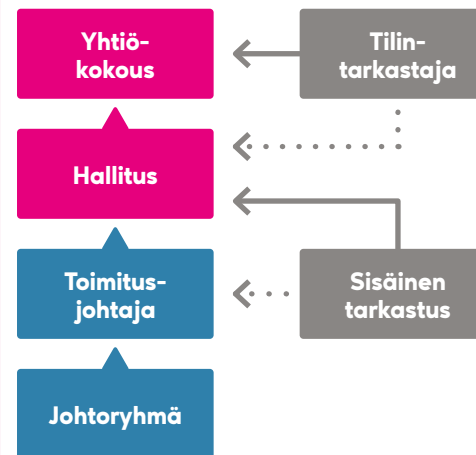 Yhtiö-
kokous
Tilin-
tarkastaja
Hallitus
Toimitus-
johtaja
Sisäinen
tarkastus
Johtoryhmä